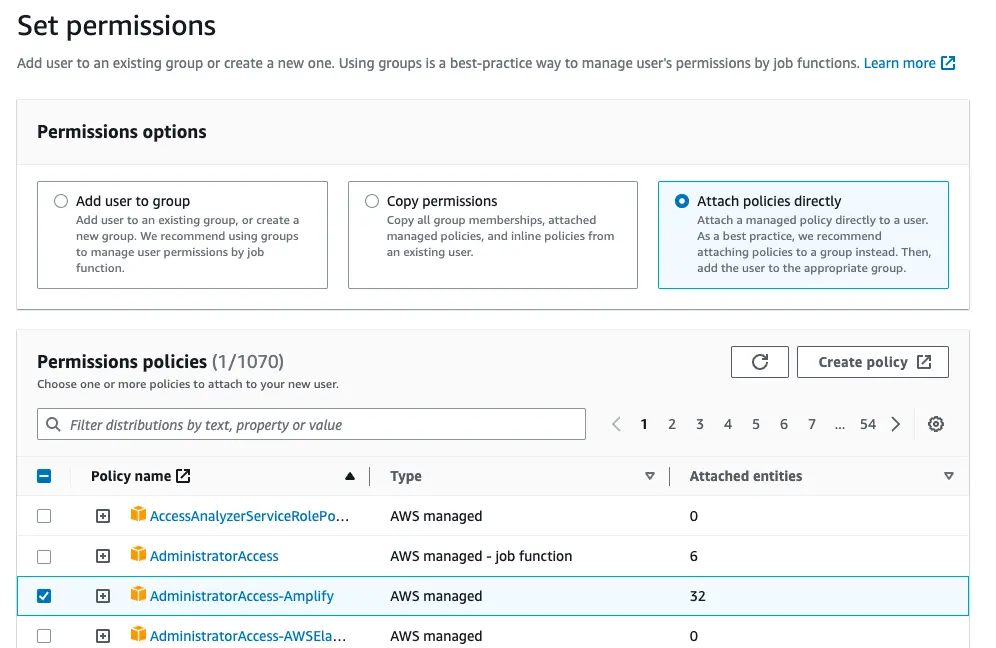 Set permissions
Add user to an existing group or create a new one. Using groups is a best-practice way to manage user's permissions by job functions. Learn more
Permissions options
Add user to group
Add user to an existing group, or create a
new group. We recommend using groups
to manage user permissions by job
function.
Copy permissions
Copy all group memberships, attached
managed policies, and inline policies from
an existing user.
Attach policies directly
Attach a managed policy directly to a user.
As a best practice, we recommend
attaching policies to a group instead. Then,
add the user to the appropriate group.
Permissions policies (1/1070)
Choose one or more policies to attach to your new user.
Create policy
Filter distributions by text, property or value
1 2 3 4 5 6 7 ... 54
Policy name Type Attached entities
AccessAnalyzerServiceRolePo... AWS managed 0
AdministratorAccess AWS managed - job function 6
AdministratorAccess-Amplify AWS managed 32
AdministratorAccess-AWSEla... AWS managed 0